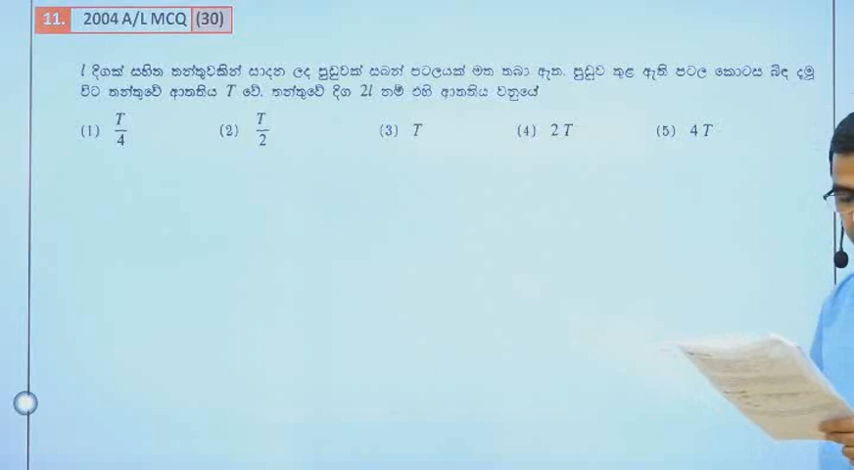 11. 2004 A/L MCQ (30)
l දිගක් සහිත තන්තුවකින් සාදන ලද පුඩුවක් සබන් පටලයක් මත තබා ඇත. පුඩුව තුළ ඇති පටල කොටස බිඳ දැමූ
විට තන්තුවේ ආතතිය T වේ. තන්තුවේ දිග 2l නම් එහි ආතතිය වනුයේ
(1) T/4 (2) T/2 (3) T (4) 2T (5) 4T